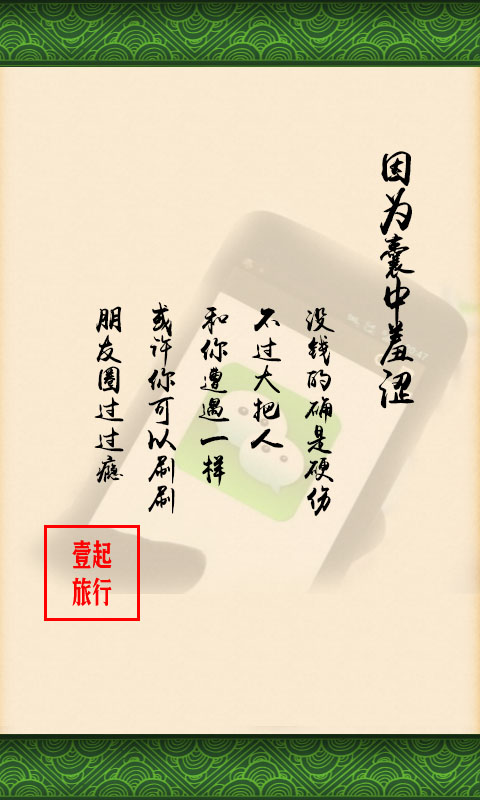 因为囊中羞涩
没钱的确是硬伤
不过大把人
和你遭遇一样
或许你可以刷刷
朋友圈过过瘾
壹起
旅行